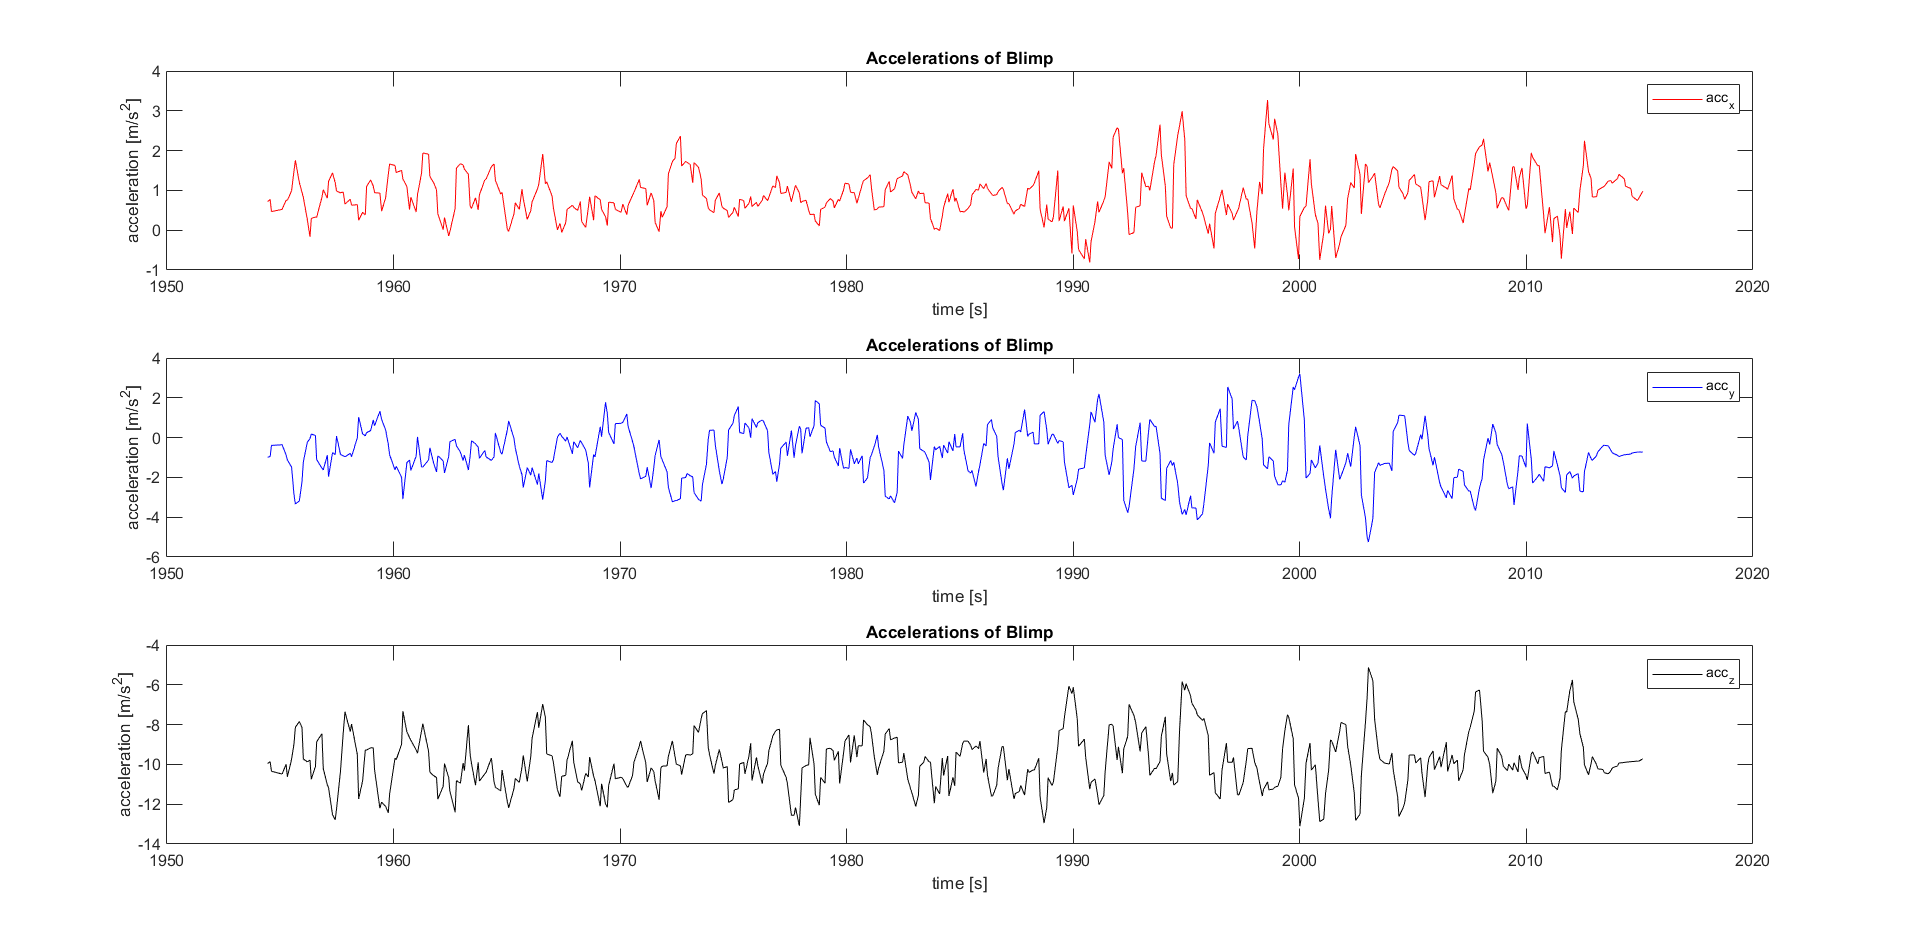 Accelerations of Blimp
acceleration [m/s²]
4
3
2
1
0
-1
acc_x
1950 1960 1970 1980 1990 2000 2010 2020
time [s]
Accelerations of Blimp
acceleration [m/s²]
4
2
0
-2
-4
-6
acc_y
1950 1960 1970 1980 1990 2000 2010 2020
time [s]
Accelerations of Blimp
acceleration [m/s²]
-4
-6
-8
-10
-12
-14
acc_z
1950 1960 1970 1980 1990 2000 2010 2020
time [s]